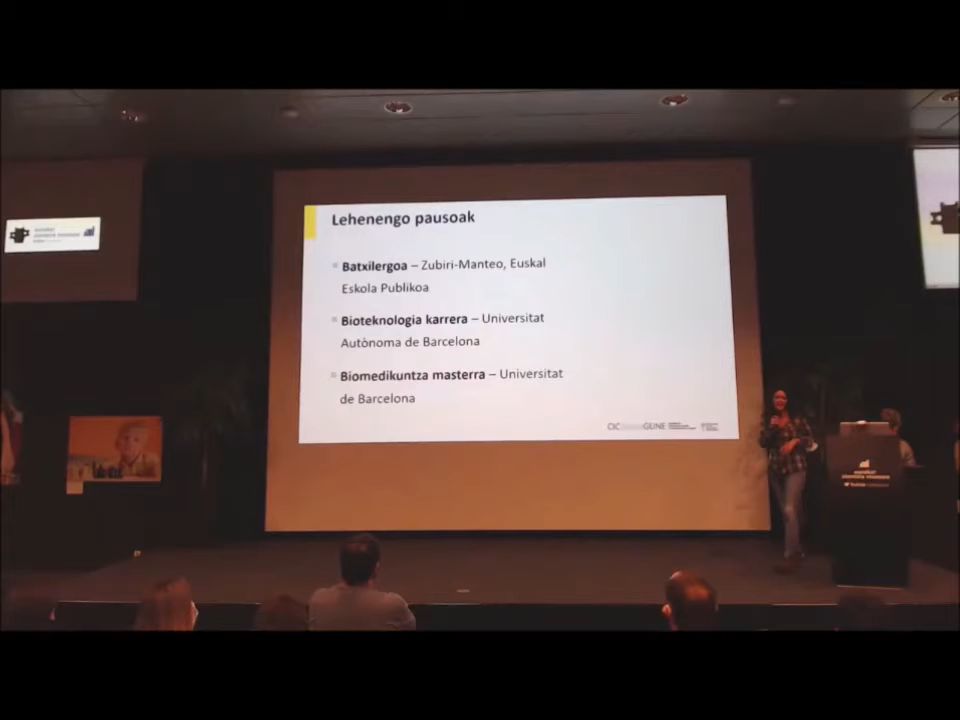 Lehenengo pausoak
Batxilergoa – Zubiri-Manteo, Euskal
Eskola Publikoa
Bioteknologia karrera – Universitat
Autònoma de Barcelona
Biomedikuntza masterra – Universitat
de Barcelona